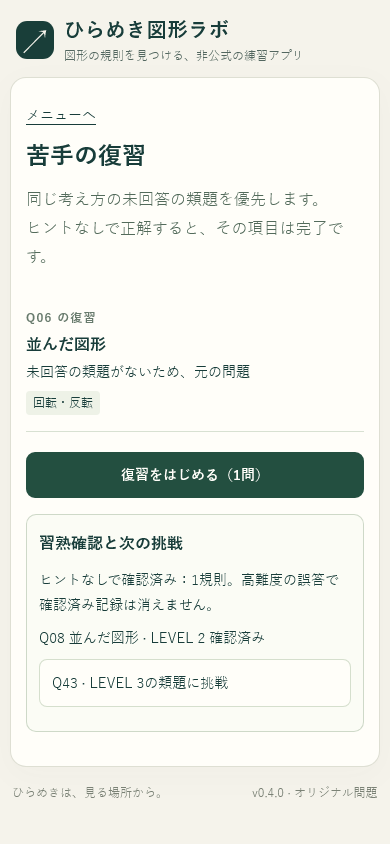 ひらめき図形ラボ
図形の規則を見つける、非公式の練習アプリ
メニューへ
苦手の復習
同じ考え方の未回答の類題を優先します。
ヒントなしで正解すると、その項目は完了で
す。
Q06 の復習
並んだ図形
未回答の類題がないため、元の問題
回転・反転
復習をはじめる（1問）
習熟確認と次の挑戦
ヒントなしで確認済み：1規則。高難度の誤答で
確認済み記録は消えません。
Q08 並んだ図形 · LEVEL 2 確認済み
Q43 · LEVEL 3の類題に挑戦
ひらめきは、見る場所から。
v0.4.0 · オリジナル問題